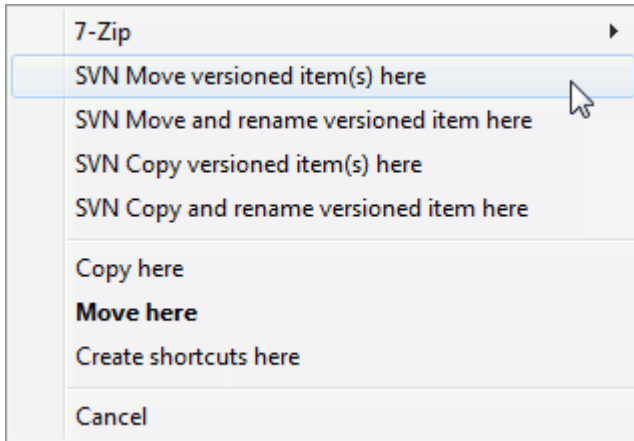 7-Zip
SVN Move versioned item(s) here
SVN Move and rename versioned item here
SVN Copy versioned item(s) here
SVN Copy and rename versioned item here
Copy here
Move here
Create shortcuts here
Cancel